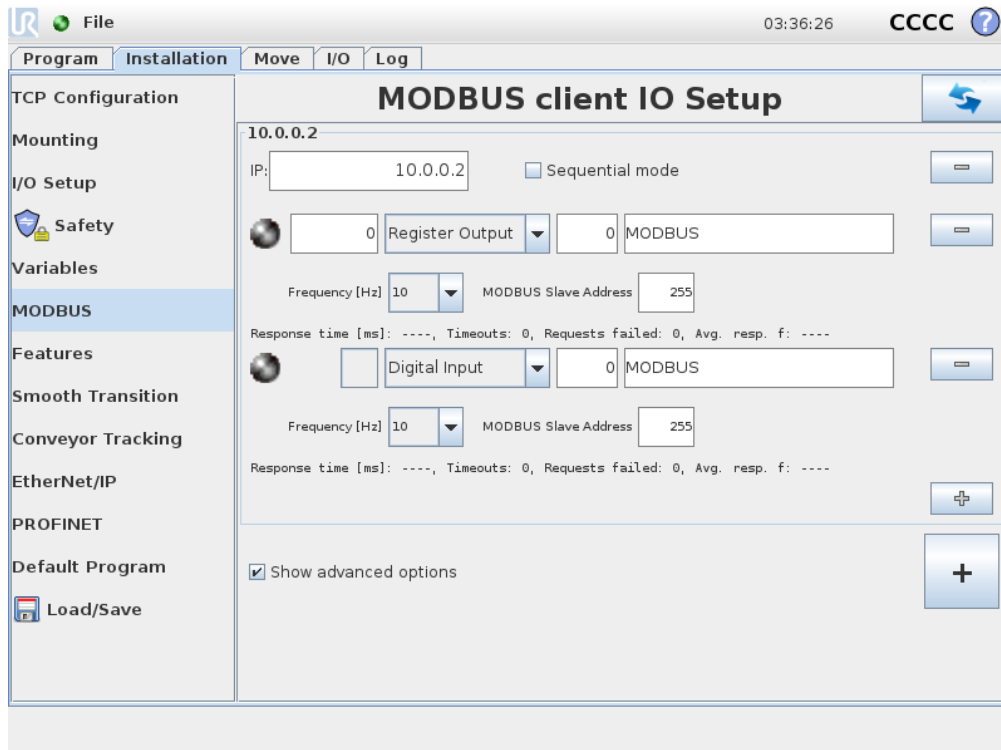 UR File 03:36:26 CCCC ?
Program Installation Move I/O Log
TCP Configuration
Mounting
I/O Setup
Safety
Variables
MODBUS
Features
Smooth Transition
Conveyor Tracking
EtherNet/IP
PROFINET
Default Program
Load/Save
MODBUS client IO Setup
10.0.0.2
IP: 10.0.0.2 Sequential mode
0 Register Output 0 MODBUS
Frequency [Hz] 10 MODBUS Slave Address 255
Response time [ms]: ----, Timeouts: 0, Requests failed: 0, Avg. resp. f: ----
Digital Input 0 MODBUS
Frequency [Hz] 10 MODBUS Slave Address 255
Response time [ms]: ----, Timeouts: 0, Requests failed: 0, Avg. resp. f: ----
Show advanced options